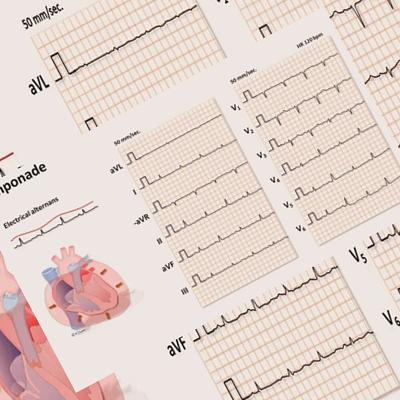 50 mm/sec.
aVL
HR 120 bpm
50 mm/sec.
V₁
V₂
V₃
V₄
V₅
V₆
50 mm/sec.
aVL
I
-aVR
II
aVF
III
Electrical alternans
aVF
V₅
V₆